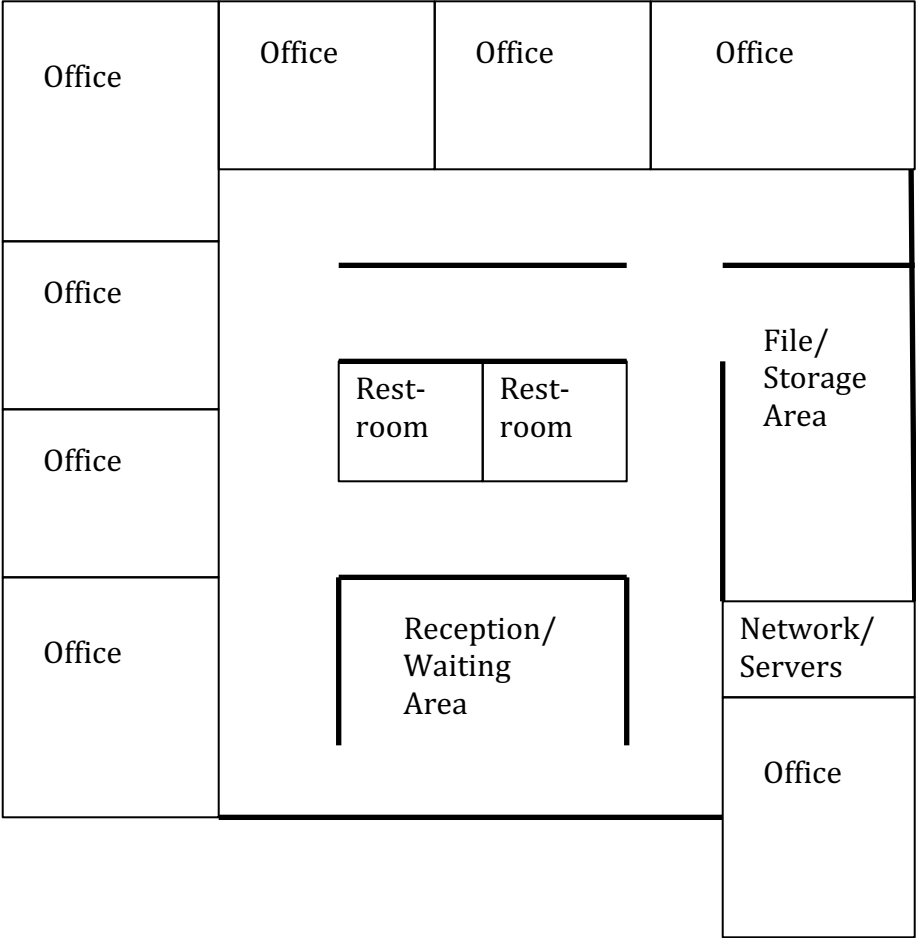 Office
Office
Office
Office
Office
File/
Storage
Area
Rest-
room
Rest-
room
Office
Reception/
Waiting
Area
Network/
Servers
Office
Office